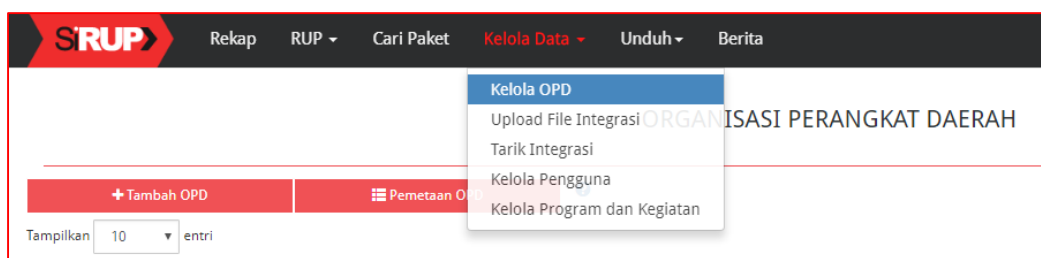 SiRUP Rekap RUP Cari Paket Kelola Data Unduh Berita
Kelola OPD
Upload File Integrasi
ORGANISASI PERANGKAT DAERAH
Tarik Integrasi
Kelola Pengguna
Kelola Program dan Kegiatan
+ Tambah OPD
Pemetaan OPD
Tampilkan 10 entri